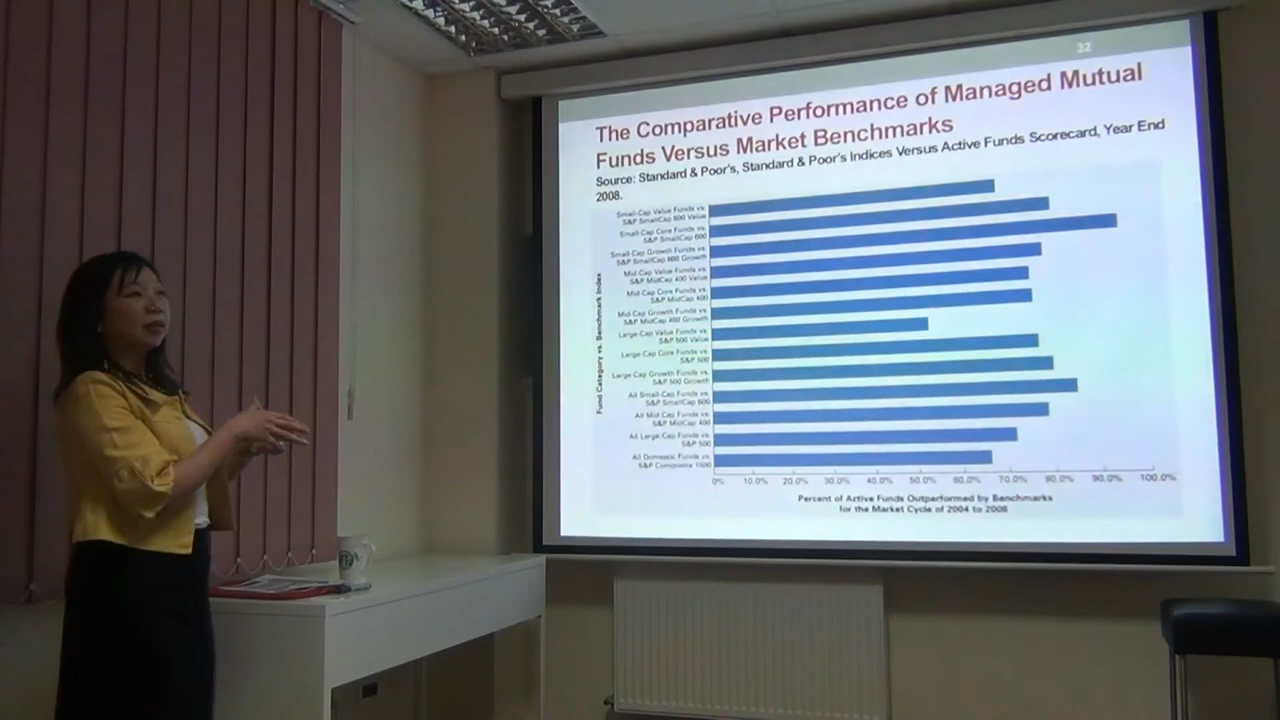 32
The Comparative Performance of Managed Mutual
Funds Versus Market Benchmarks
Source: Standard & Poor's, Standard & Poor's Indices Versus Active Funds Scorecard, Year End
2008.
Fund Category vs. Benchmark Index
Small-Cap Value Funds vs.
S&P SmallCap 600 Value
Small-Cap Core Funds vs.
S&P SmallCap 600
Small-Cap Growth Funds vs.
S&P SmallCap 600 Growth
Mid-Cap Value Funds vs.
S&P MidCap 400 Value
Mid-Cap Core Funds vs.
S&P MidCap 400
Mid-Cap Growth Funds vs.
S&P MidCap 400 Growth
Large-Cap Value Funds vs.
S&P 500 Value
Large-Cap Core Funds vs.
S&P 500
Large-Cap Growth Funds vs.
S&P 500 Growth
All Small-Cap Funds vs.
S&P SmallCap 600
All Mid-Cap Funds vs.
S&P MidCap 400
All Large-Cap Funds vs.
S&P 500
All Domestic Funds vs.
S&P Composite 1500
0% 10.0% 20.0% 30.0% 40.0% 50.0% 60.0% 70.0% 80.0% 90.0% 100.0%
Percent of Active Funds Outperformed by Benchmarks
for the Market Cycle of 2004 to 2008